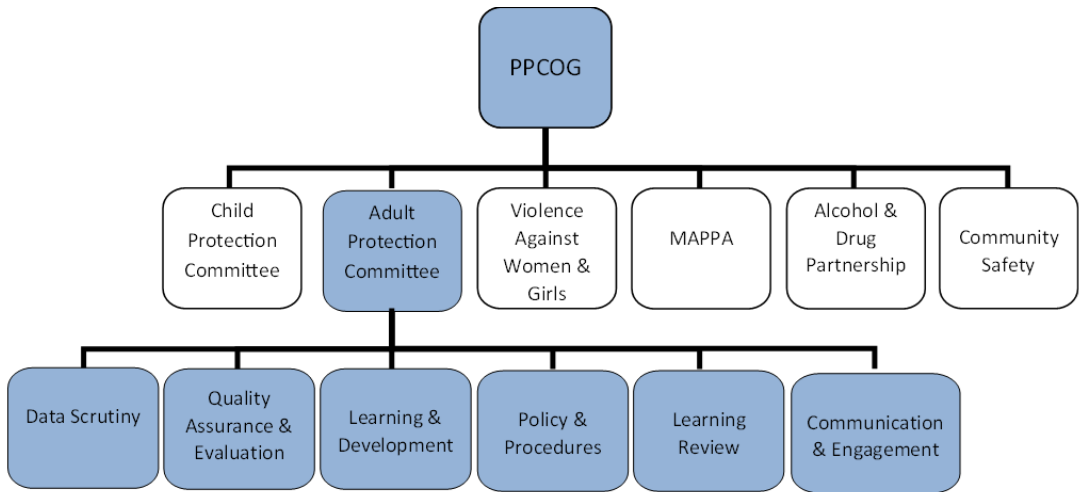 PPCOG
Child
Protection
Committee
Adult
Protection
Committee
Violence
Against
Women &
Girls
MAPPA
Alcohol &
Drug
Partnership
Community
Safety
Data Scrutiny
Quality
Assurance &
Evaluation
Learning &
Development
Policy &
Procedures
Learning
Review
Communication
& Engagement